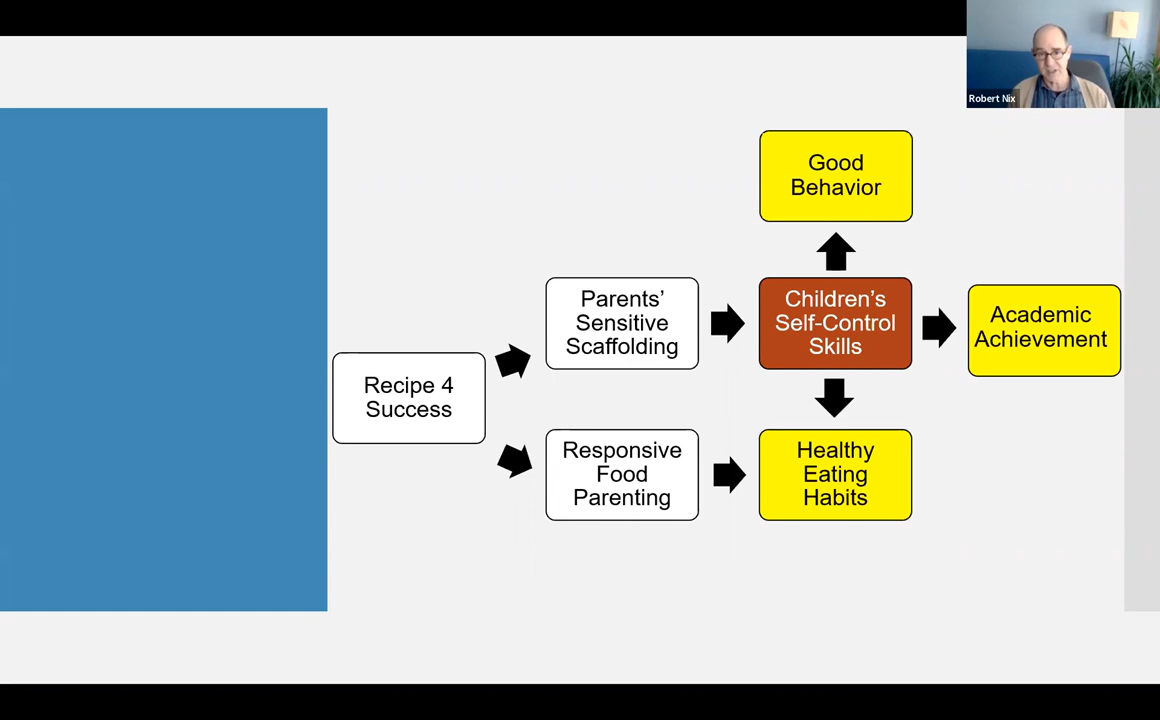 Robert Nix
Good
Behavior
Parents’
Sensitive
Scaffolding
Children’s
Self-Control
Skills
Academic
Achievement
Recipe 4
Success
Responsive
Food
Parenting
Healthy
Eating
Habits